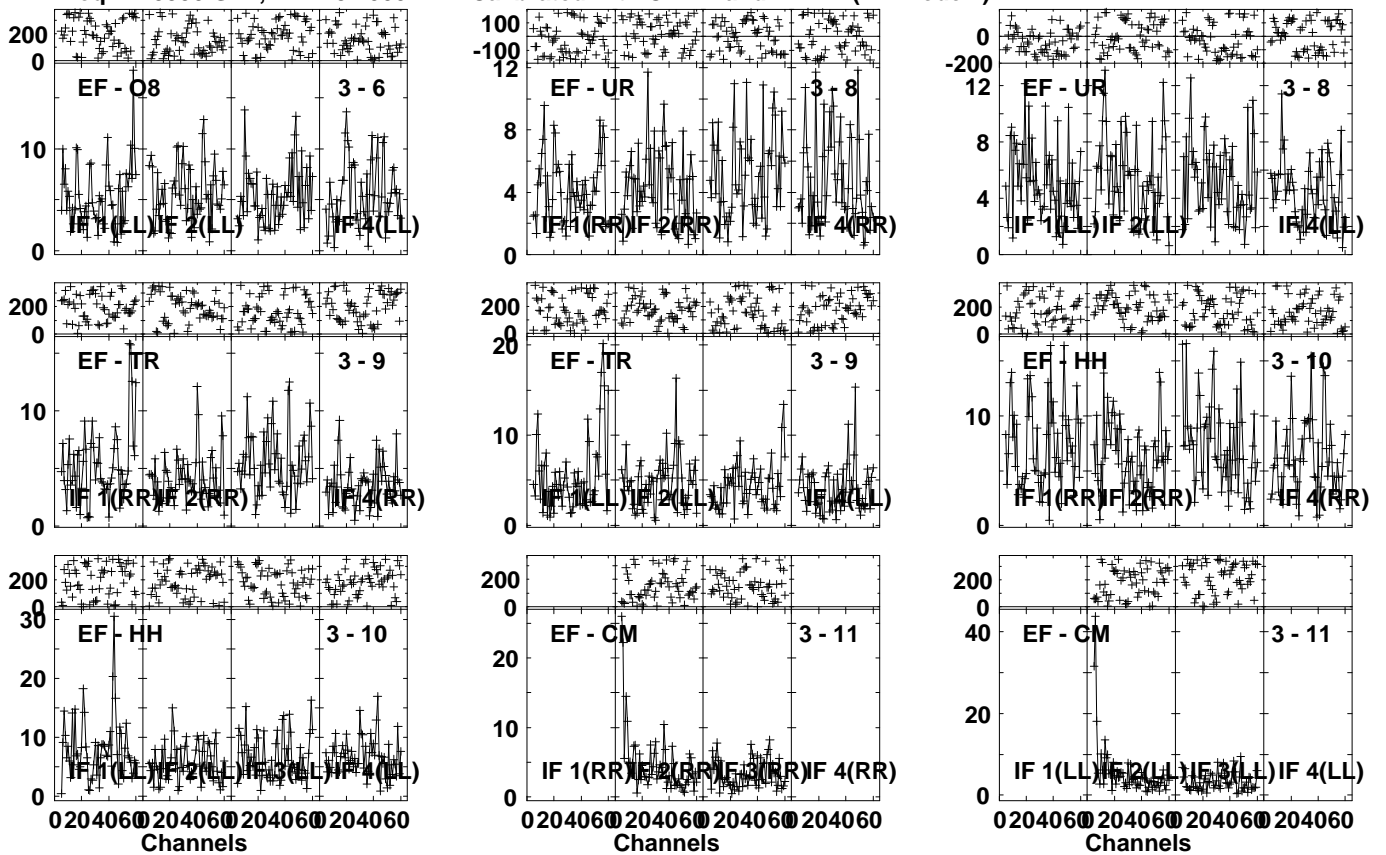 200
0
100
-100
0
-200
EF - O8 3 - 6
10
0
IF 1(LL) IF 2(LL) IF 4(LL)
EF - UR 3 - 8
12
8
4
0
IF 1(RR) IF 2(RR) IF 4(RR)
EF - UR 3 - 8
12
8
4
0
IF 1(LL) IF 2(LL) IF 4(LL)
200
0
EF - TR 3 - 9
10
0
IF 1(RR) IF 2(RR) IF 4(RR)
200
0
EF - TR 3 - 9
20
10
0
IF 1(LL) IF 2(LL) IF 4(LL)
200
0
EF - HH 3 - 10
10
0
IF 1(RR) IF 2(RR) IF 4(RR)
200
0
EF - HH 3 - 10
30
20
10
0
IF 1(LL) IF 2(LL) IF 3(LL) IF 4(LL)
0 20 40 60 0 20 40 60 0 20 40 60 0 20 40 60
Channels
200
0
EF - CM 3 - 11
20
10
0
IF 1(RR) IF 2(RR) IF 3(RR) IF 4(RR)
0 20 40 60 0 20 40 60 0 20 40 60 0 20 40 60
Channels
200
0
EF - CM 3 - 11
40
20
0
IF 1(LL) IF 2(LL) IF 3(LL) IF 4(LL)
0 20 40 60 0 20 40 60 0 20 40 60 0 20 40 60
Channels